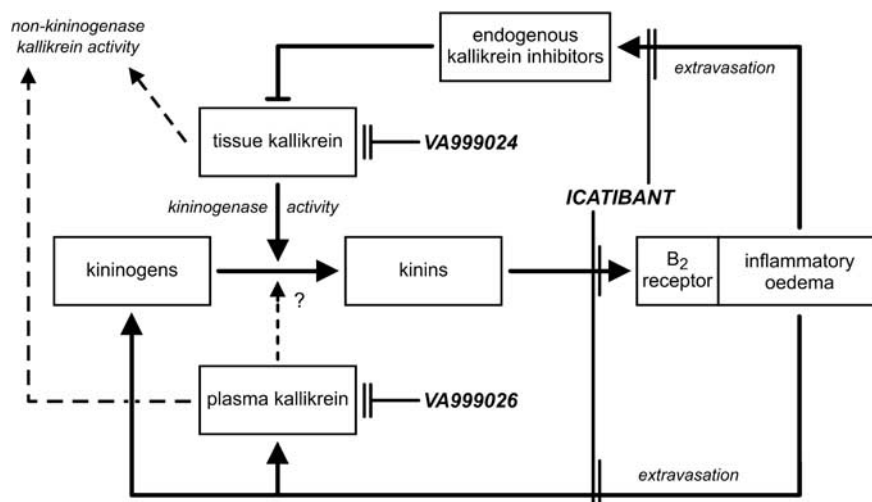 non-kininogenase
kallikrein activity
endogenous
kallikrein inhibitors
extravasation
tissue kallikrein
VA999024
kininogenase activity
ICATIBANT
kininogens
kinins
B2
receptor
inflammatory
oedema
?
plasma kallikrein
VA999026
extravasation